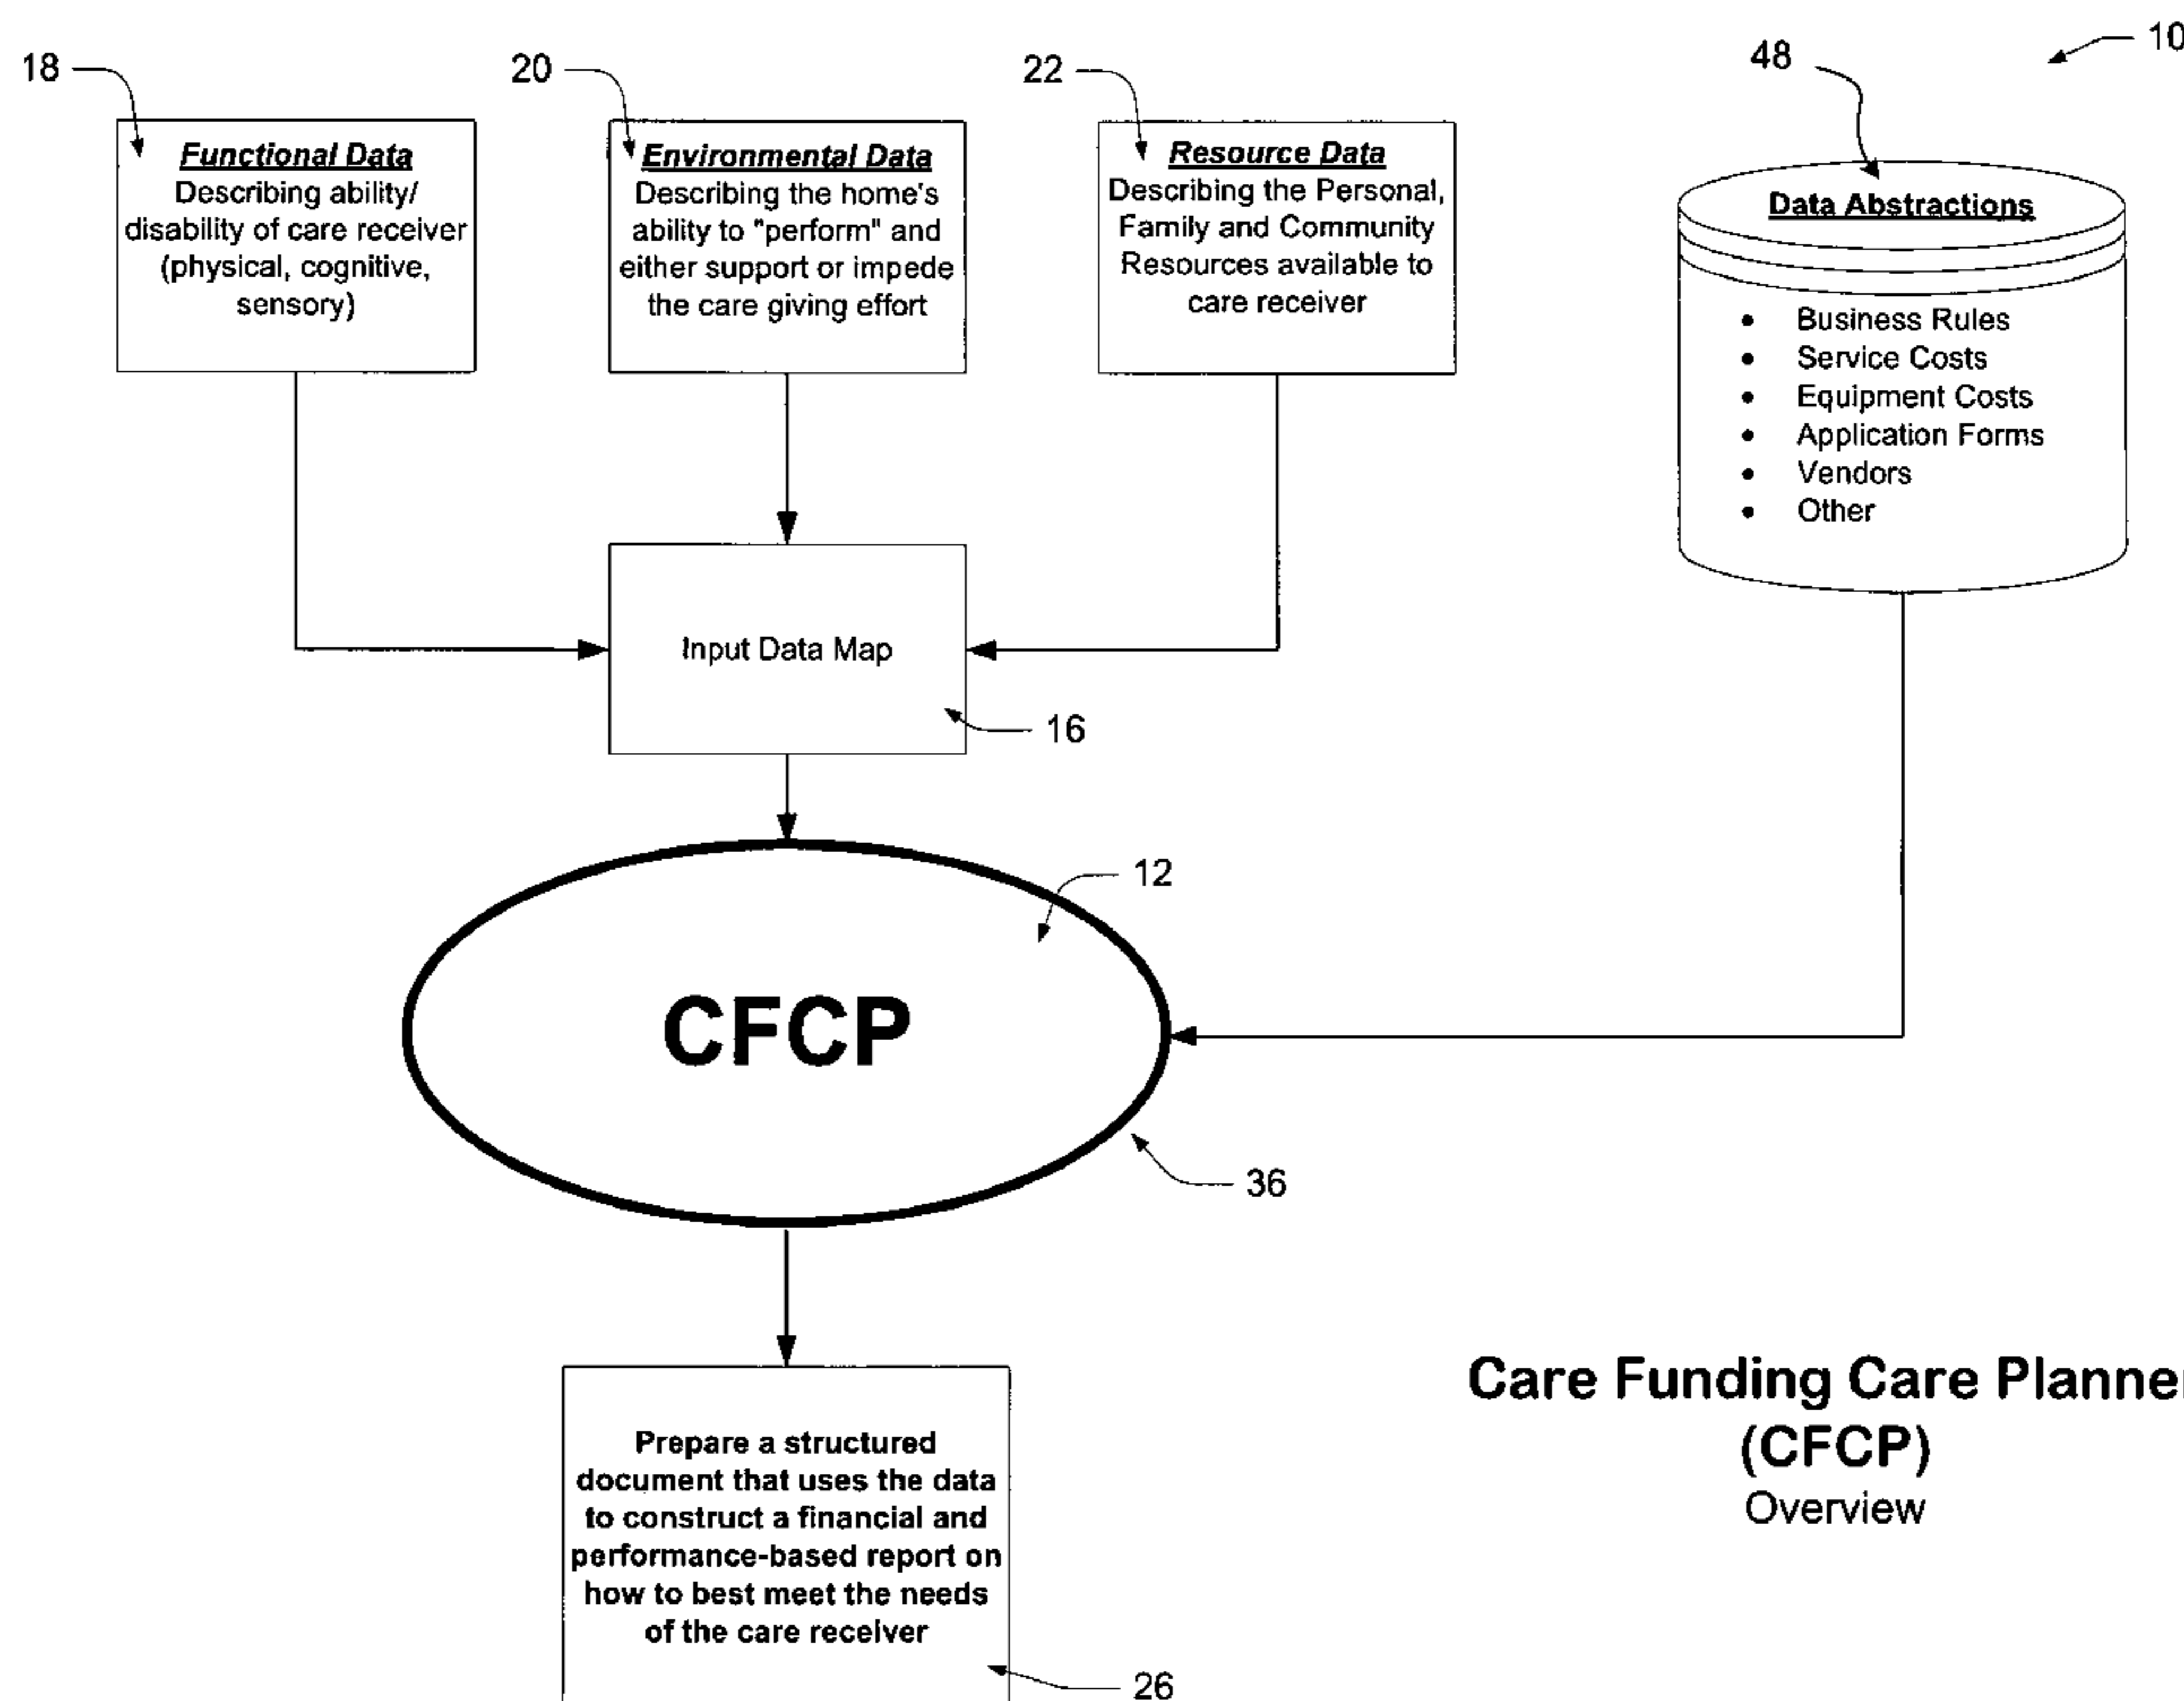 10
48
18
20
22
Functional Data
Describing ability/
disability of care receiver
(physical, cognitive,
sensory)
Environmental Data
Describing the home's
ability to "perform" and
either support or impede
the care giving effort
Resource Data
Describing the Personal,
Family and Community
Resources available to
care receiver
Data Abstractions
• Business Rules
• Service Costs
• Equipment Costs
• Application Forms
• Vendors
• Other
Input Data Map
16
12
CFCP
36
Prepare a structured
document that uses the data
to construct a financial and
performance-based report on
how to best meet the needs
of the care receiver
26
Care Funding Care Planner
(CFCP)
Overview